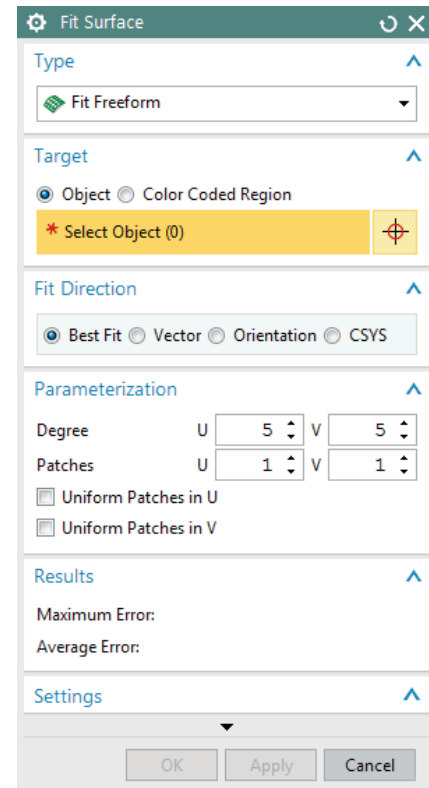 Fit Surface
Type
Fit Freeform
Target
Object Color Coded Region
* Select Object (0)
Fit Direction
Best Fit Vector Orientation CSYS
Parameterization
Degree U 5 V 5
Patches U 1 V 1
Uniform Patches in U
Uniform Patches in V
Results
Maximum Error:
Average Error:
Settings
OK Apply Cancel